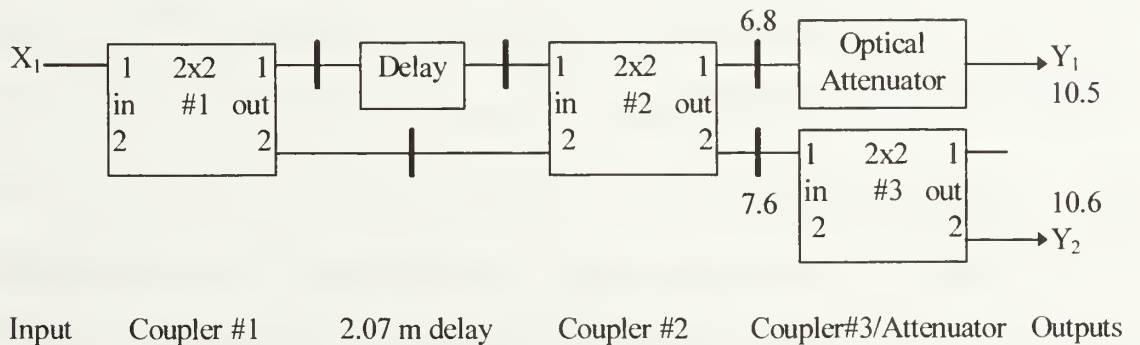 6.8
X1
1 2x2 1
in #1 out
2 2
Delay
1 2x2 1
in #2 out
2 2
Optical
Attenuator
Y1
10.5
7.6
1 2x2 1
in #3 out
2 2
10.6
Y2
Input Coupler #1 2.07 m delay Coupler #2 Coupler#3/Attenuator Outputs